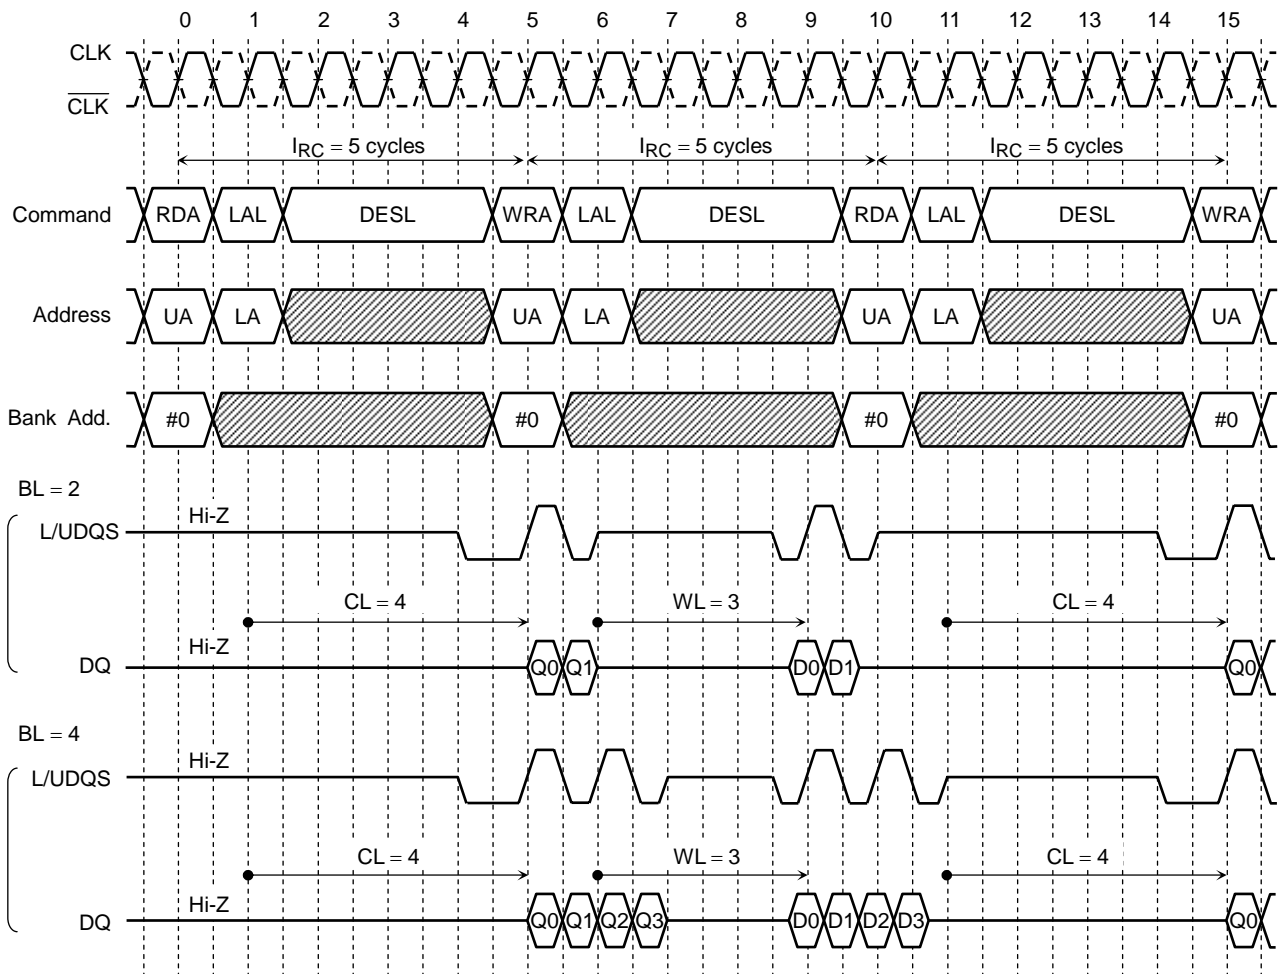 0 1 2 3 4 5 6 7 8 9 10 11 12 13 14 15
CLK
CLK
IRC = 5 cycles IRC = 5 cycles IRC = 5 cycles
Command RDA LAL DESL WRA LAL DESL RDA LAL DESL WRA
Address UA LA UA LA UA LA UA
Bank Add. #0 #0 #0 #0
BL = 2
Hi-Z
L/UDQS
CL = 4 WL = 3 CL = 4
Hi-Z
DQ Q0 Q1 D0 D1 Q0
BL = 4
Hi-Z
L/UDQS
CL = 4 WL = 3 CL = 4
Hi-Z
DQ Q0 Q1 Q2 Q3 D0 D1 D2 D3 Q0